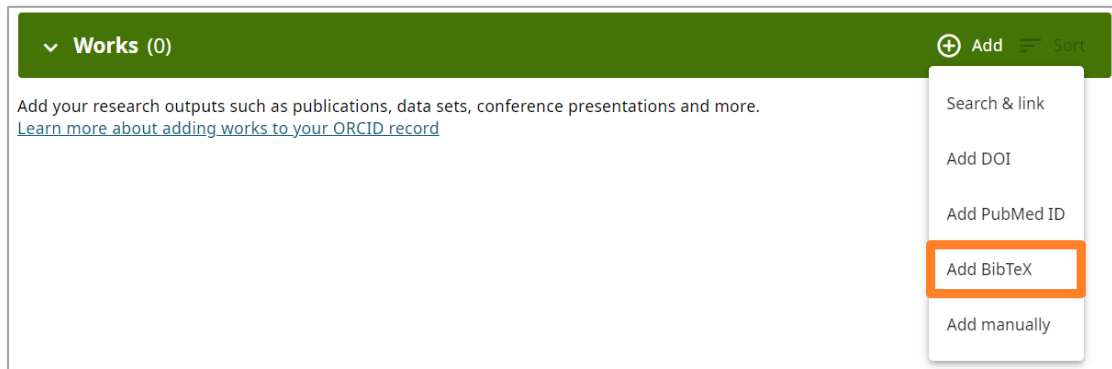 Works (0)
Add Sort
Add your research outputs such as publications, data sets, conference presentations and more.
Learn more about adding works to your ORCID record
Search & link
Add DOI
Add PubMed ID
Add BibTeX
Add manually